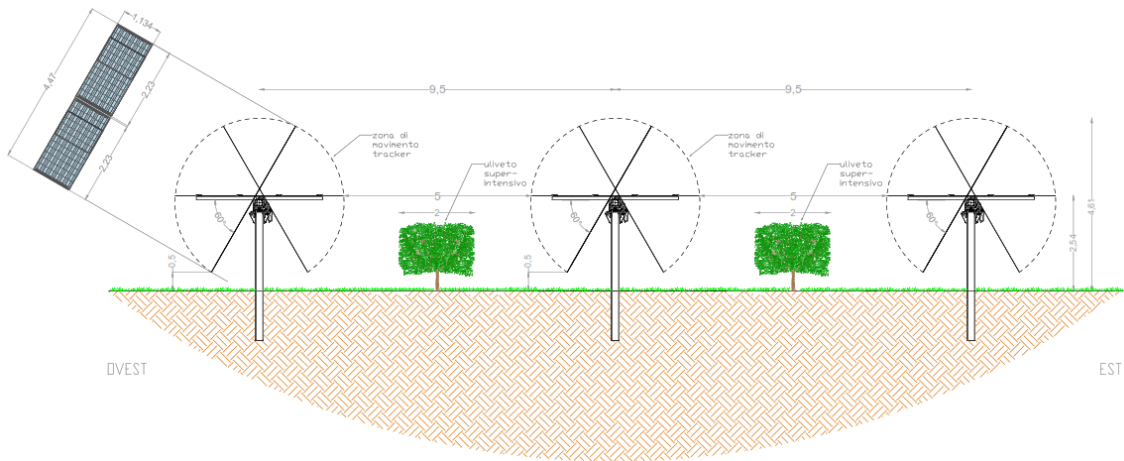 1,134
4,47
2,23
2,23
9,5
9,5
zona di
movimento
tracker
uliveto
super-
intensivo
zona di
movimento
tracker
uliveto
super-
intensivo
5
5
2
2
60°
60°
60°
0,5
0,5
2,54
4,61
OVEST
EST